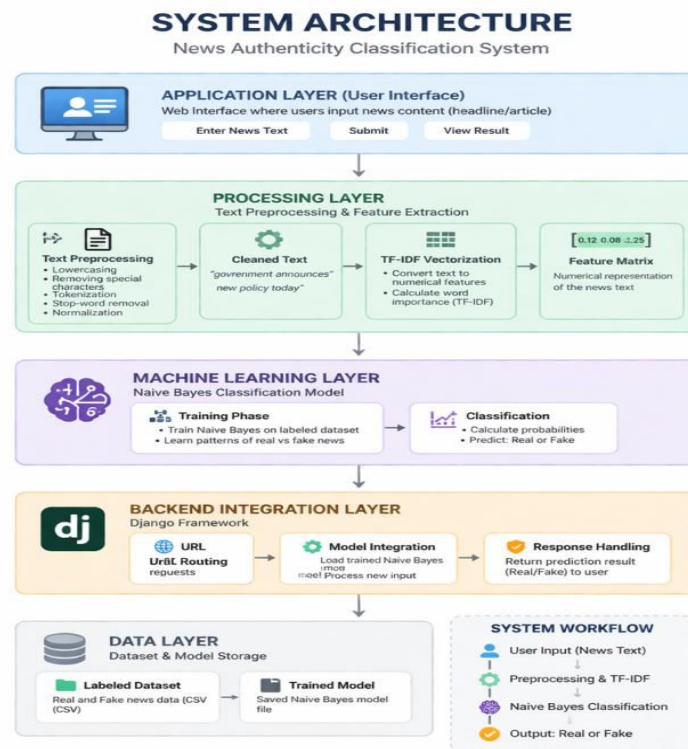 SYSTEM ARCHITECTURE
News Authenticity Classification System
APPLICATION LAYER (User Interface)
Web Interface where users input news content (headline/article)
Enter News Text
Submit
View Result
PROCESSING LAYER
Text Preprocessing & Feature Extraction
Text Preprocessing
• Lowercasing
• Removing special
characters
• Tokenization
• Stop-word removal
• Normalization
Cleaned Text
"govrenment announces"
new policy today"
TF-IDF Vectorization
• Convert text to
numerical features
• Calculate word
importance (TF-IDF)
Feature Matrix
Numerical representation
of the news text
MACHINE LEARNING LAYER
Naive Bayes Classification Model
Training Phase
• Train Naive Bayes on labeled dataset
• Learn patterns of real vs fake news
Classification
• Calculate probabilities
• Predict: Real or Fake
dj
BACKEND INTEGRATION LAYER
Django Framework
URL
Routing
requests
Model Integration
Load trained Naive Bayes
Process new input
Response Handling
Return prediction result
(Real/Fake) to user
DATA LAYER
Dataset & Model Storage
Labeled Dataset
Real and Fake news data (CSV
(CSV)
Trained Model
Saved Naive Bayes model
file
SYSTEM WORKFLOW
User Input (News Text)
Preprocessing & TF-IDF
Naive Bayes Classification
Output: Real or Fake